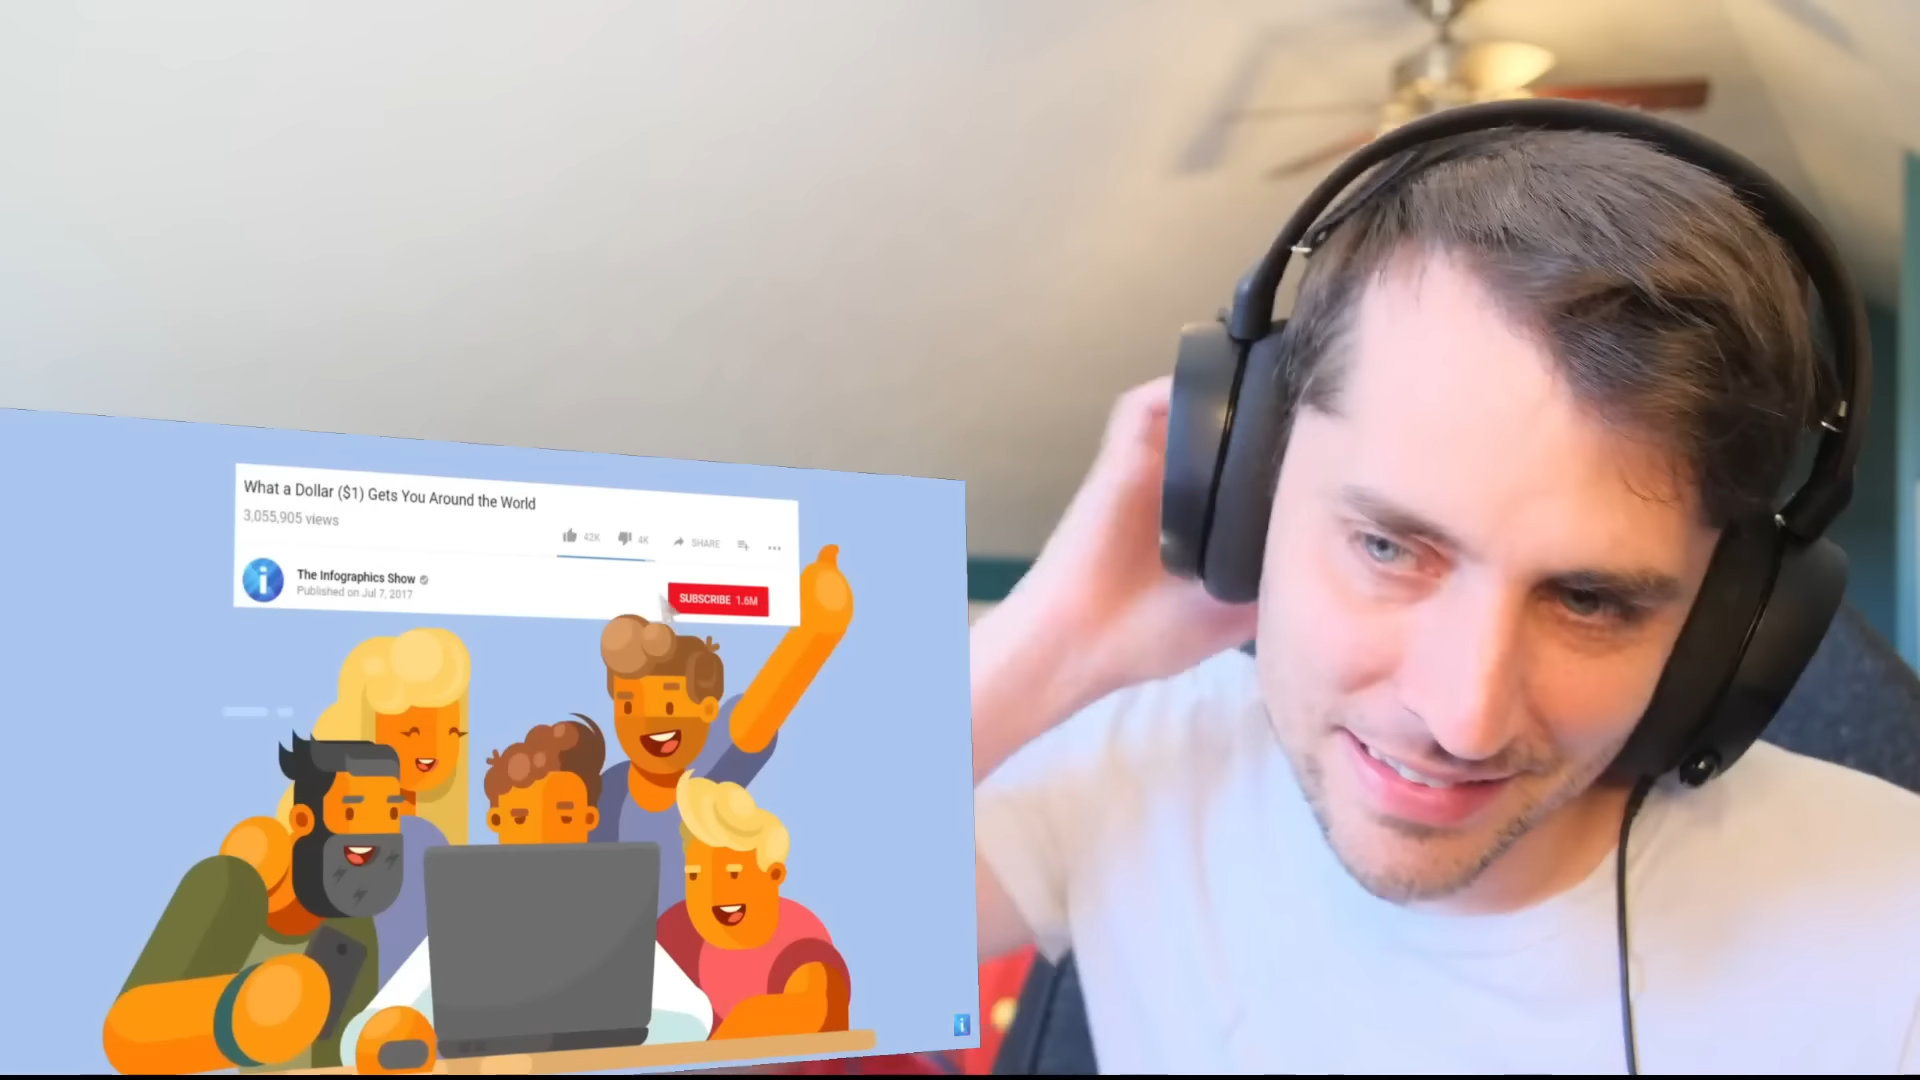 What a Dollar ($1) Gets You Around the World
3,055,905 views
42K 4K SHARE
The Infographics Show
Published on Jul 7, 2017
SUBSCRIBE 1.6M